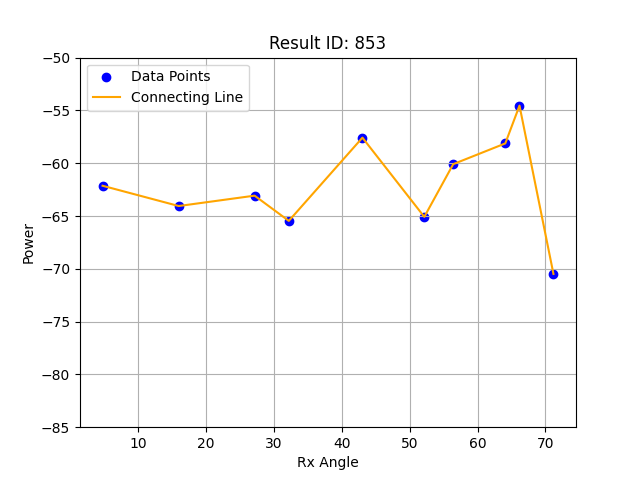 Result ID: 853
Data Points
Connecting Line
Power
−50
−55
−60
−65
−70
−75
−80
−85
10 20 30 40 50 60 70
Rx Angle